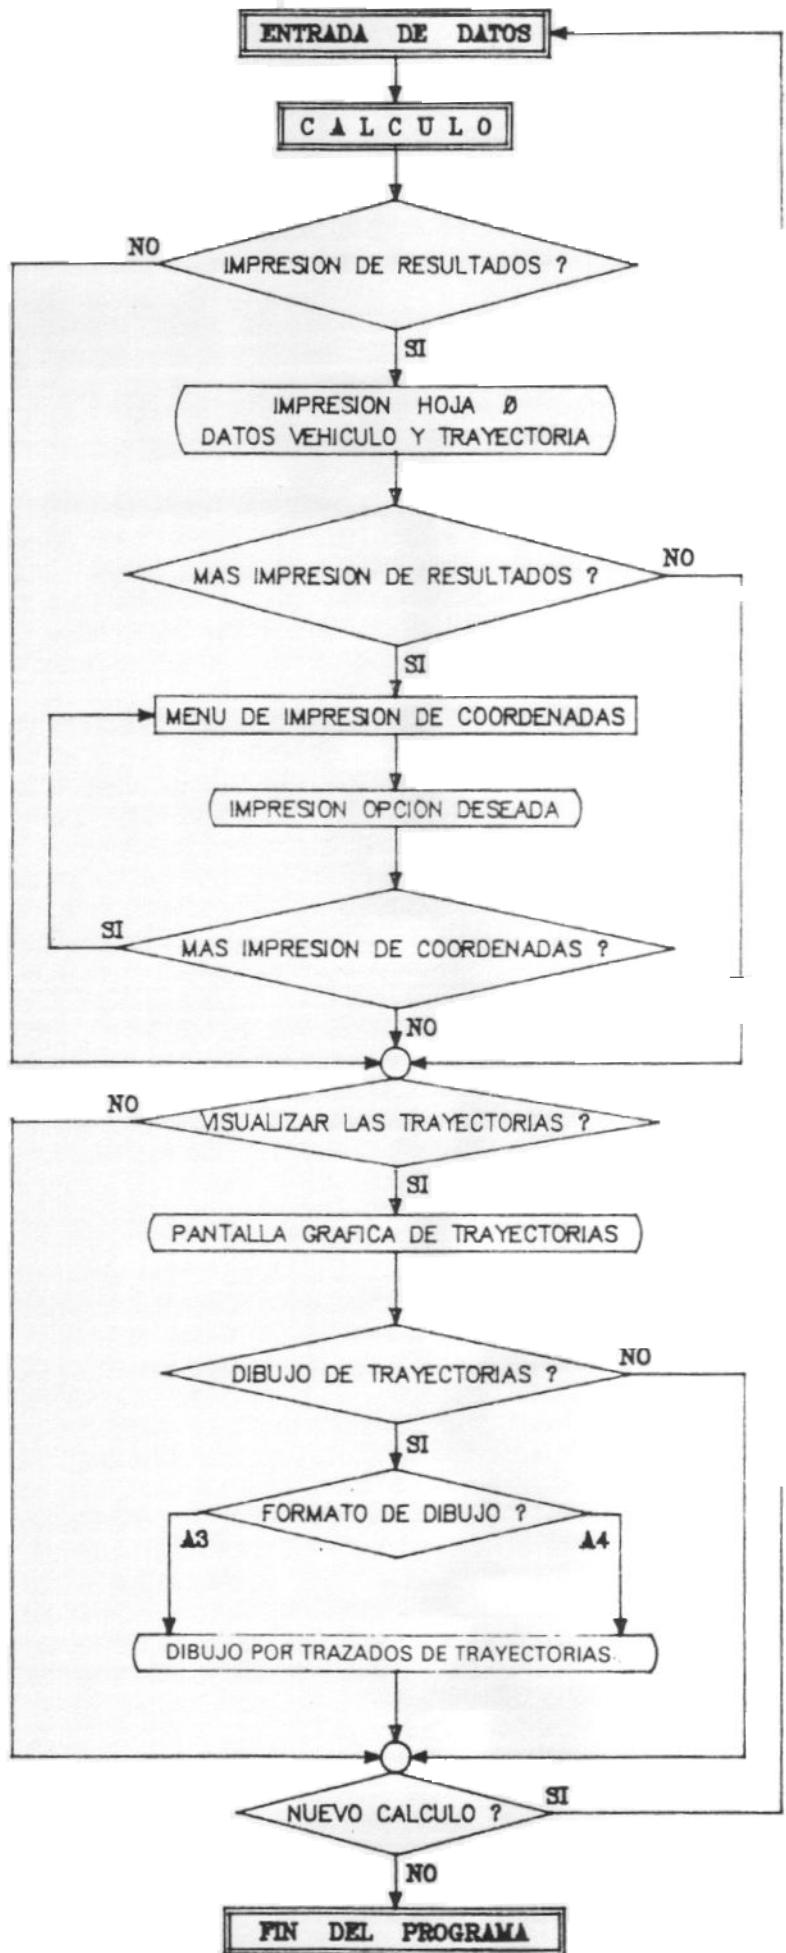 ENTRADA DE DATOS
CALCULO
NO
IMPRESION DE RESULTADOS ?
SI
IMPRESION HOJA Ø
DATOS VEHICULO Y TRAYECTORIA
NO
MAS IMPRESION DE RESULTADOS ?
SI
MENU DE IMPRESION DE COORDENADAS
IMPRESION OPCION DESEADA
SI
MAS IMPRESION DE COORDENADAS ?
NO
NO
VISUALIZAR LAS TRAYECTORIAS ?
SI
PANTALLA GRAFICA DE TRAYECTORIAS
NO
DIBUJO DE TRAYECTORIAS ?
SI
FORMATO DE DIBUJO ?
A3
A4
DIBUJO POR TRAZADOS DE TRAYECTORIAS
SI
NUEVO CALCULO ?
NO
FIN DEL PROGRAMA